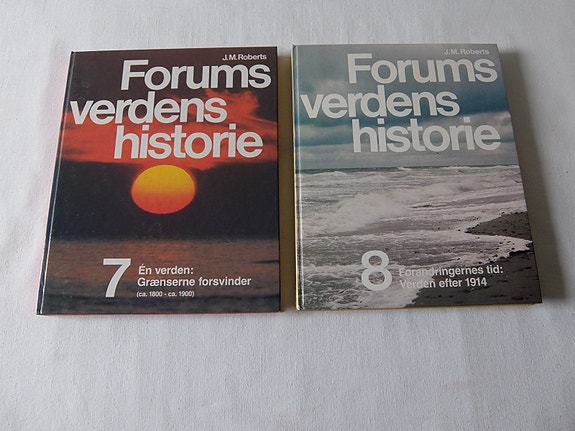 J.M. Roberts
Forums
verdens
historie
7
Én verden:
Grænserne forsvinder
(ca. 1800 - ca. 1900)
J.M. Roberts
Forums
verdens
historie
8
Forandringernes tid:
Verden efter 1914